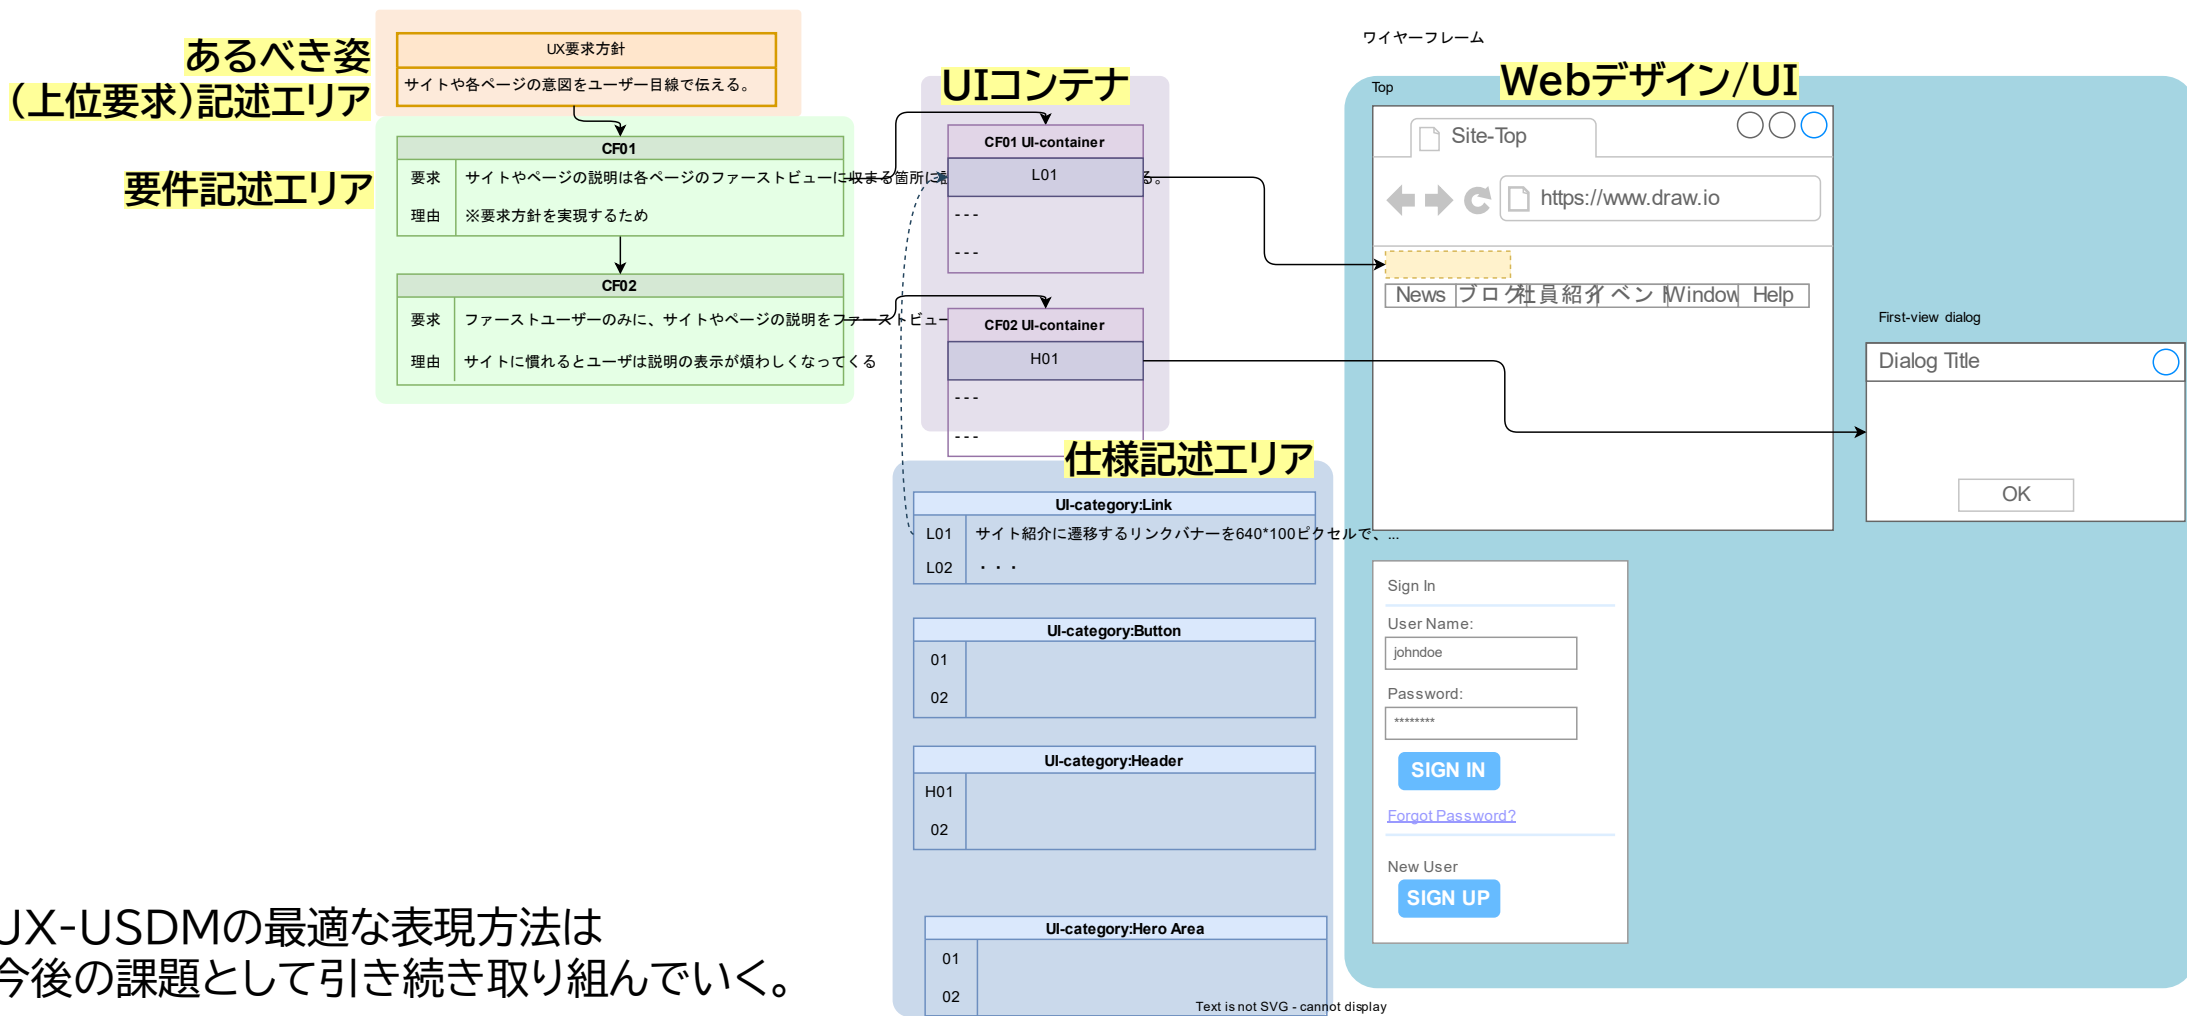 あるべき姿
（上位要求）記述エリア
UX要求方針
サイトや各ページの意図をユーザー目線で伝える。
要件記述エリア
CF01
要求 サイトやページの説明は各ページのファーストビューに収まる箇所に る。
理由 ※要求方針を実現するため
CF02
要求 ファーストユーザーのみに、サイトやページの説明をファーストビュー
理由 サイトに慣れるとユーザは説明の表示が煩わしくなってくる
UIコンテナ
CF01 UI-container
L01
---
---
CF02 UI-container
H01
---
---
仕様記述エリア
UI-category:Link
L01 サイト紹介に遷移するリンクバナーを640*100ピクセルで、...
L02 ・・・
UI-category:Button
01
02
UI-category:Header
H01
02
UI-category:Hero Area
01
02
Text is not SVG - cannot display
ワイヤーフレーム
Webデザイン/UI
Top
Site-Top
https://www.draw.io
News ブログ 社員紹介 イベント Window Help
First-view dialog
Dialog Title
OK
Sign In
User Name:
johndoe
Password:
********
SIGN IN
Forgot Password?
New User
SIGN UP
UX-USDMの最適な表現方法は
今後の課題として引き続き取り組んでいく。